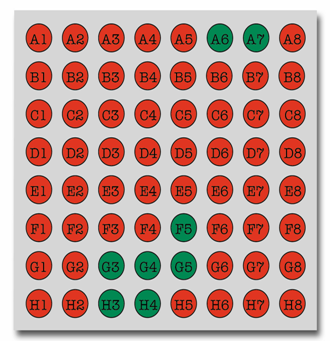 A1 A2 A3 A4 A5 A6 A7 A8
B1 B2 B3 B4 B5 B6 B7 B8
C1 C2 C3 C4 C5 C6 C7 C8
D1 D2 D3 D4 D5 D6 D7 D8
E1 E2 E3 E4 E5 E6 E7 E8
F1 F2 F3 F4 F5 F6 F7 F8
G1 G2 G3 G4 G5 G6 G7 G8
H1 H2 H3 H4 H5 H6 H7 H8